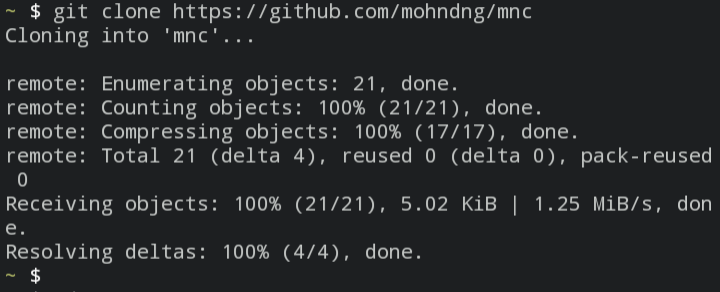 ~ $ git clone https://github.com/mohndng/mnc
Cloning into 'mnc'...
remote: Enumerating objects: 21, done.
remote: Counting objects: 100% (21/21), done.
remote: Compressing objects: 100% (17/17), done.
remote: Total 21 (delta 4), reused 0 (delta 0), pack-reused
 0
Receiving objects: 100% (21/21), 5.02 KiB | 1.25 MiB/s, don
e.
Resolving deltas: 100% (4/4), done.
~ $